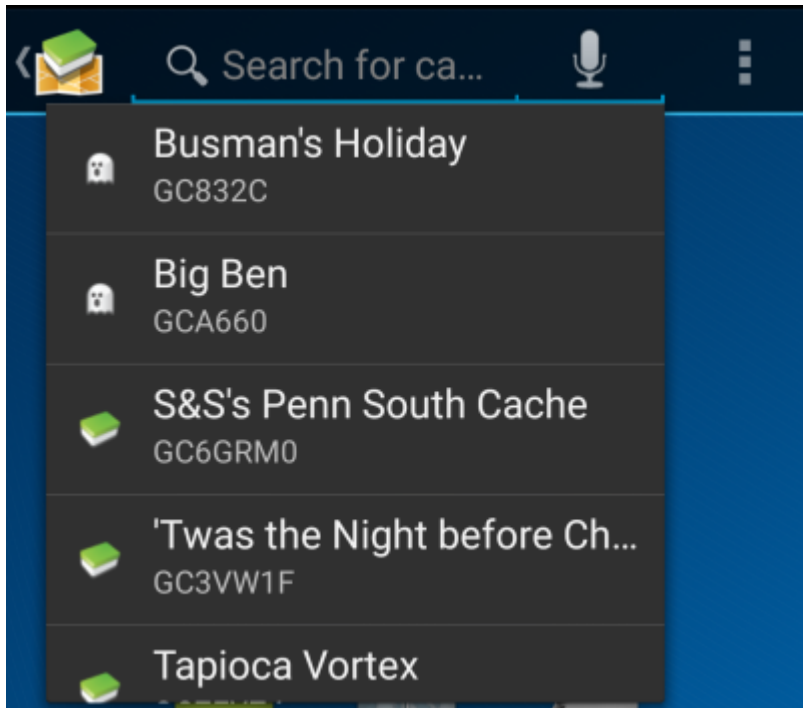 Search for ca...
Busman's Holiday
GC832C
Big Ben
GCA660
S&S's Penn South Cache
GC6GRM0
'Twas the Night before Ch...
GC3VW1F
Tapioca Vortex